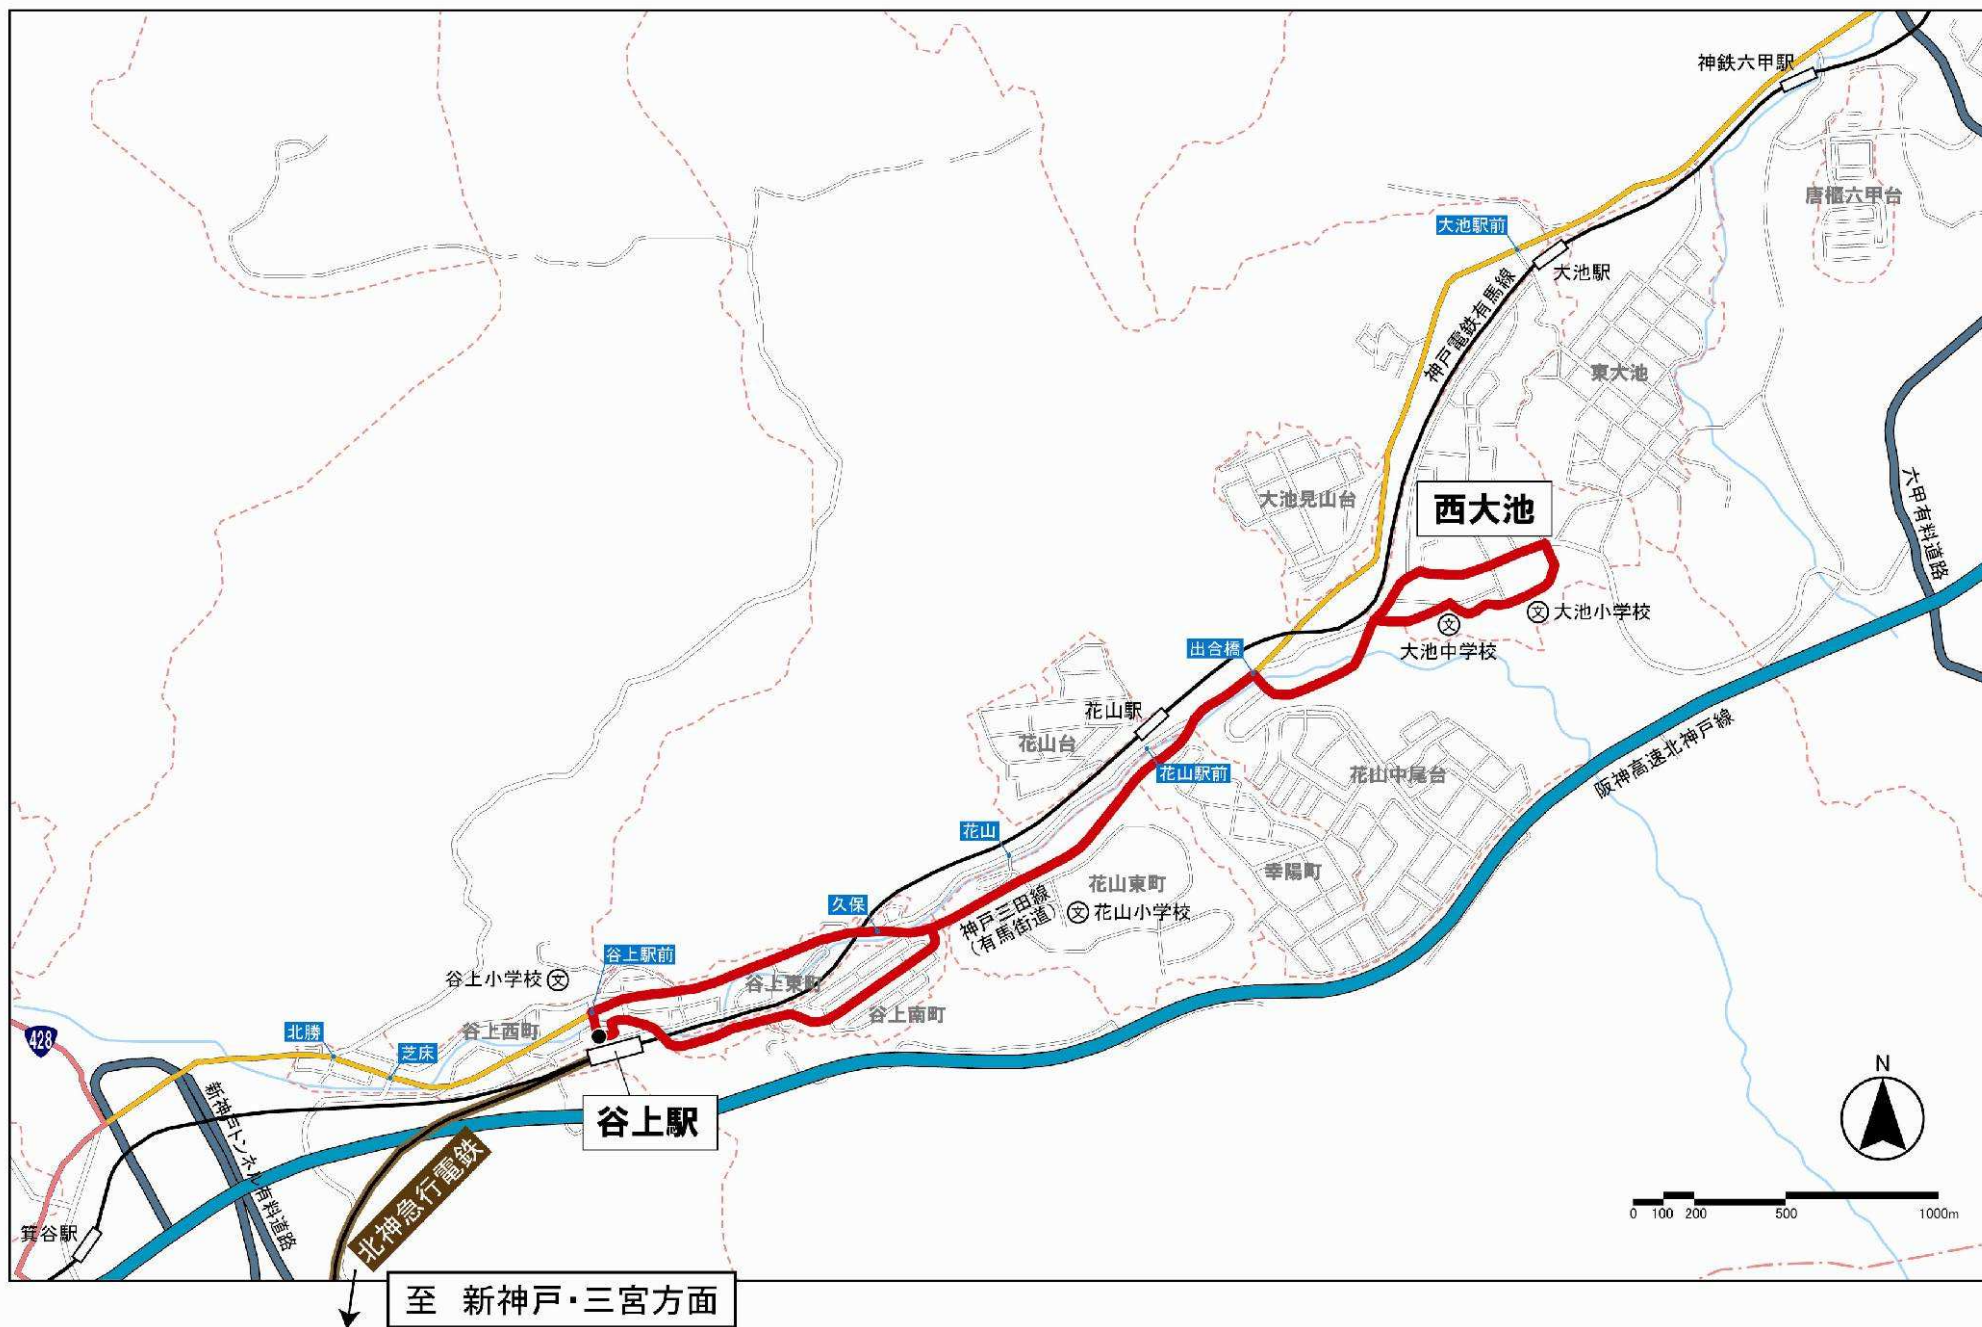 神鉄六甲駅
唐櫃六甲台
大池駅前
大池駅
神戸電鉄有馬線
東大池
大池見山台
西大池
六甲有料道路
大池小学校
文
文
大池中学校
出合橋
花山駅
花山台
花山駅前
花山中尾台
阪神高速北神戸線
花山
幸陽町
花山東町
久保
神戸三田線
(有馬街道)
文
花山小学校
谷上駅前
谷上小学校
文
谷上東町
谷上南町
谷上西町
北勝
芝床
428
新神戸トンネル有料道路
谷上駅
北神急行電鉄
箕谷駅
N
0 100 200 500 1000m
至 新神戸・三宮方面